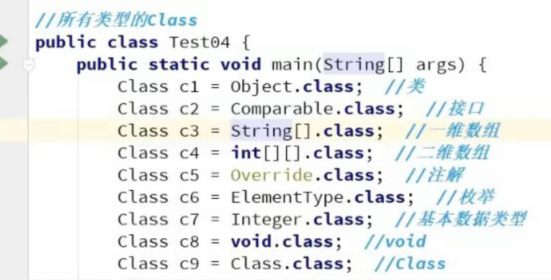 //所有类型的Class
public class Test04 {
public static void main(String[] args) {
Class c1 = Object.class; //类
Class c2 = Comparable.class; //接口
Class c3 = String[].class; //一维数组
Class c4 = int[][].class; //二维数组
Class c5 = Override.class; //注解
Class c6 = ElementType.class; //枚举
Class c7 = Integer.class; //基本数据类型
Class c8 = void.class; //void
Class c9 = Class.class; //Class